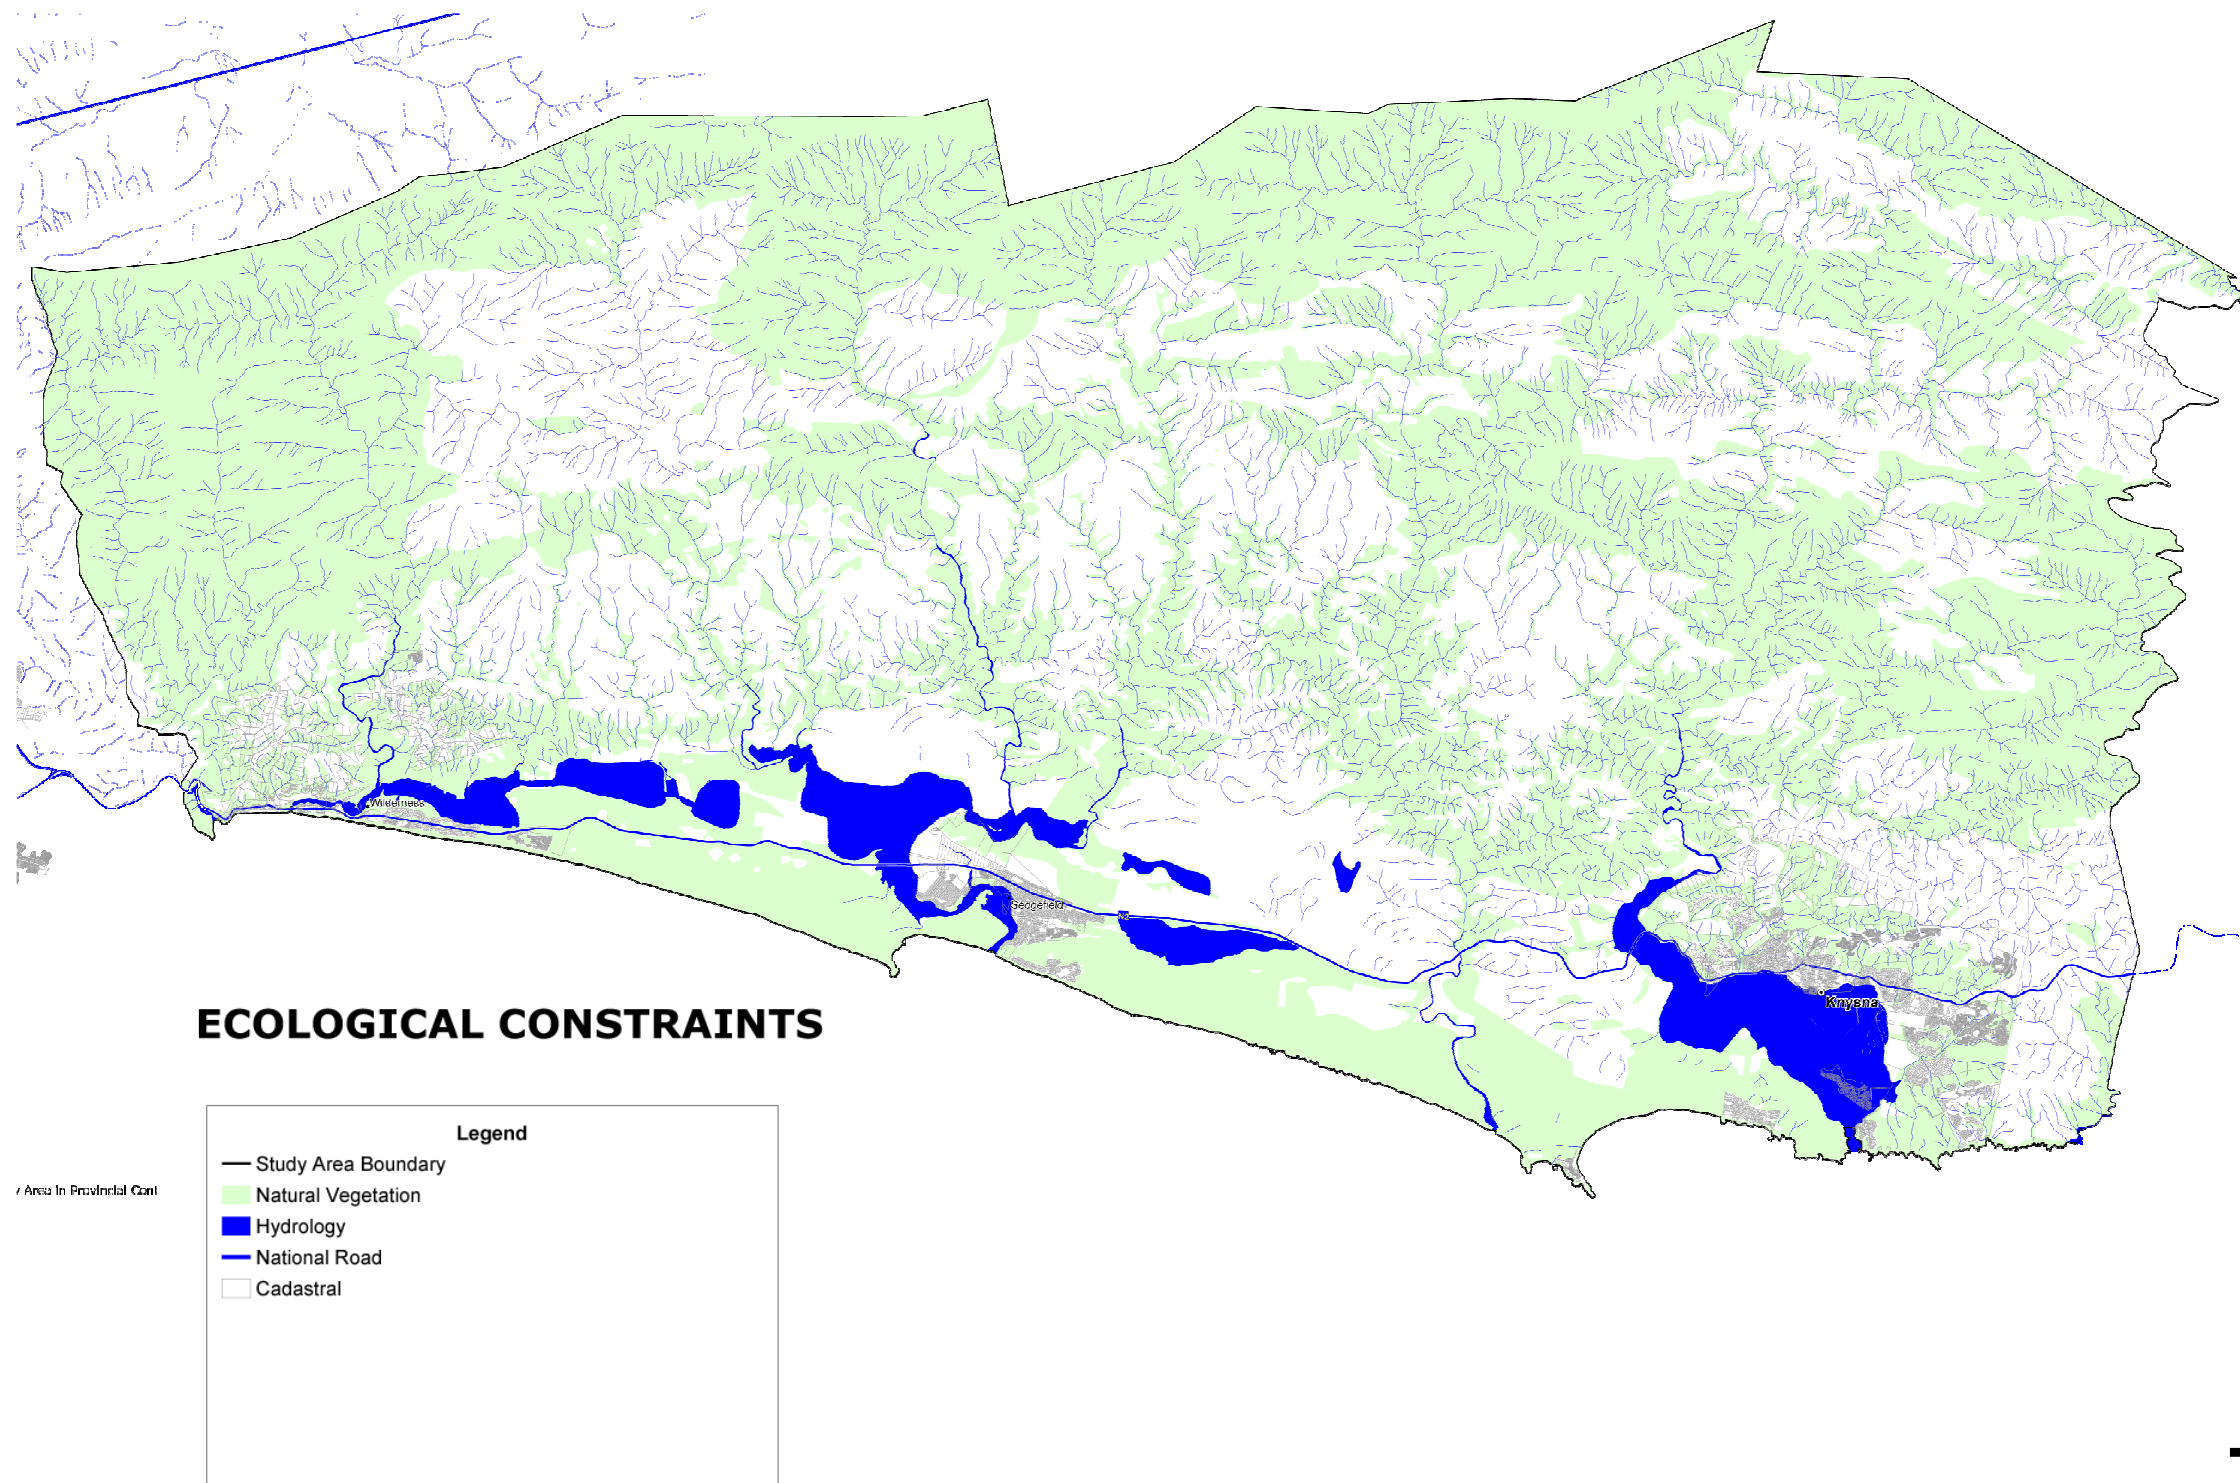 Wilderness
Sedgefield
N2
Knysna
ECOLOGICAL CONSTRAINTS
Legend
Study Area Boundary
Natural Vegetation
Hydrology
National Road
Cadastral
y Area in Provincial Cont